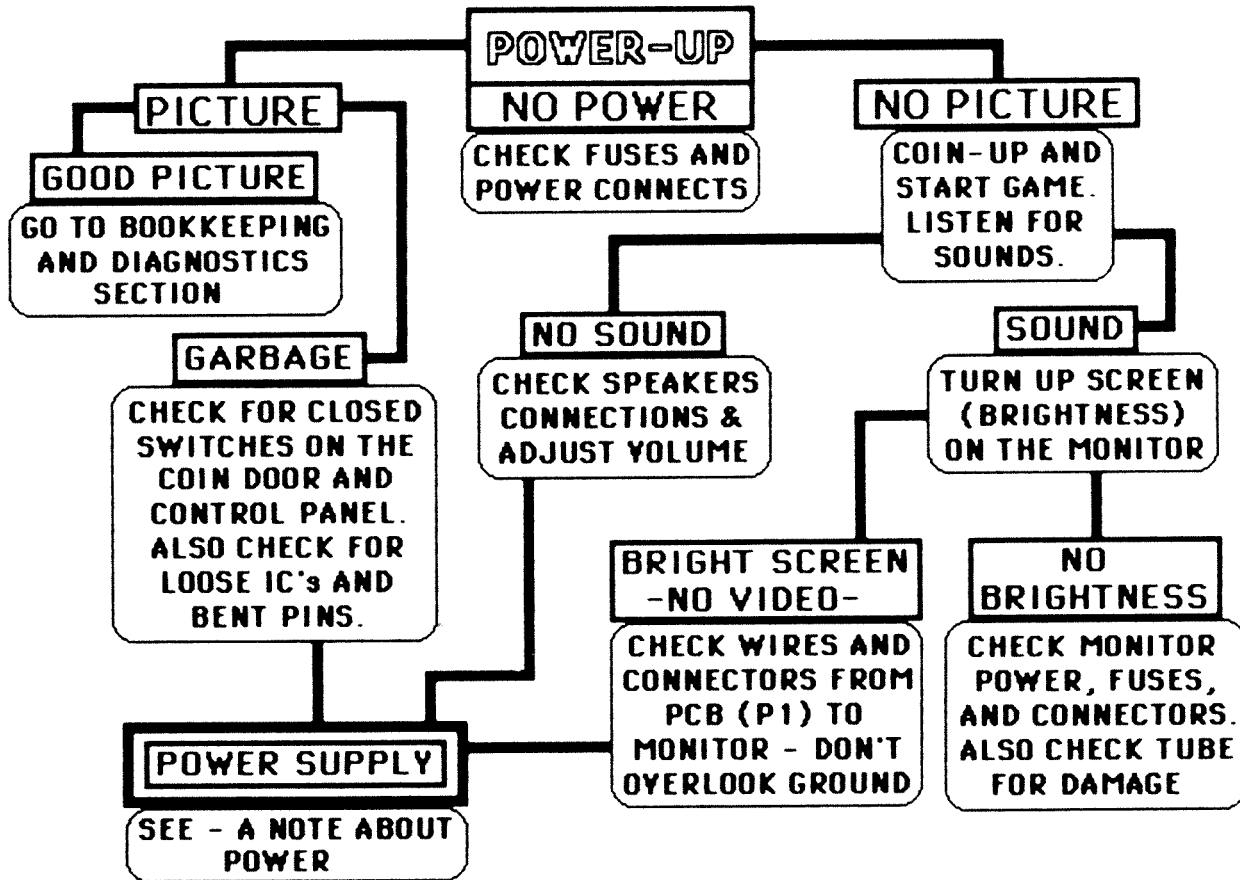 POWER-UP
NO POWER
CHECK FUSES AND
POWER CONNECTS
PICTURE
GOOD PICTURE
GO TO BOOKKEEPING
AND DIAGNOSTICS
SECTION
GARBAGE
CHECK FOR CLOSED
SWITCHES ON THE
COIN DOOR AND
CONTROL PANEL.
ALSO CHECK FOR
LOOSE IC's AND
BENT PINS.
NO PICTURE
COIN-UP AND
START GAME.
LISTEN FOR
SOUNDS.
NO SOUND
CHECK SPEAKERS
CONNECTIONS &
ADJUST VOLUME
SOUND
TURN UP SCREEN
(BRIGHTNESS)
ON THE MONITOR
BRIGHT SCREEN
-NO VIDEO-
CHECK WIRES AND
CONNECTORS FROM
PCB (P1) TO
MONITOR - DON'T
OVERLOOK GROUND
NO
BRIGHTNESS
CHECK MONITOR
POWER, FUSES,
AND CONNECTORS.
ALSO CHECK TUBE
FOR DAMAGE
POWER SUPPLY
SEE - A NOTE ABOUT
POWER